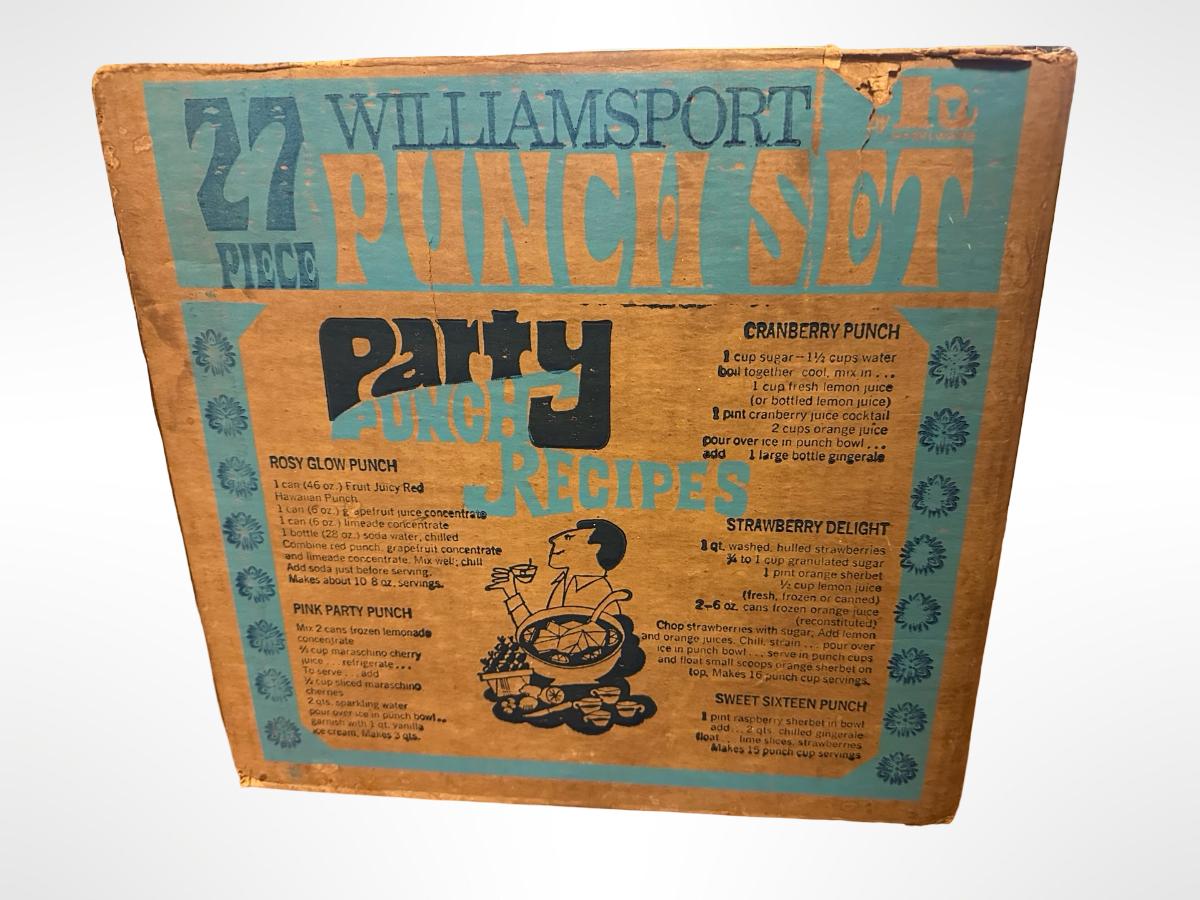 27
PIECE
WILLIAMSPORT
by
PUNCH SET
Party
PUNCH
RECIPES
ROSY GLOW PUNCH
1 can (46 oz.) Fruit Juicy Red
Hawaiian Punch
1 can (6 oz.) grapefruit juice concentrate
1 can (6 oz.) limeade concentrate
1 bottle (28 oz.) soda water, chilled
Combine red punch, grapefruit concentrate
and limeade concentrate. Mix well; chill
Add soda just before serving.
Makes about 10 8 oz. servings.
PINK PARTY PUNCH
Mix 2 cans frozen lemonade
concentrate
cup maraschino cherry
juice . . . refrigerate . . .
To serve . . . add
½ cup sliced maraschino
cherries
2 qts. sparkling water
pour over ice in punch bowl . .
garnish with 1 qt. vanilla
ice cream. Makes 3 qts.
CRANBERRY PUNCH
1 cup sugar — 1½ cups water
boil together cool, mix in . . .
1 cup fresh lemon juice
(or bottled lemon juice)
1 pint cranberry juice cocktail
2 cups orange juice
pour over ice in punch bowl . . .
add 1 large bottle gingerale
STRAWBERRY DELIGHT
1 qt. washed, hulled strawberries
¾ to 1 cup granulated sugar
1 pint orange sherbet
½ cup lemon juice
(fresh, frozen or canned)
2–6 oz. cans frozen orange juice
(reconstituted)
Chop strawberries with sugar, Add lemon
and orange juices. Chill, strain . . . pour over
ice in punch bowl . . . serve in punch cups
and float small scoops orange sherbet on
top. Makes 16 punch cup servings.
SWEET SIXTEEN PUNCH
1 pint raspberry sherbet in bowl
add . . . 2 qts. chilled gingerale
float . . . lime slices, strawberries
Makes 15 punch cup servings